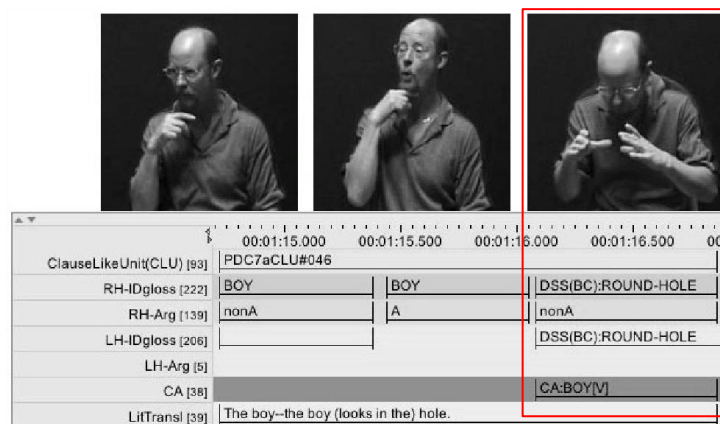 00:01:15.000 00:01:15.500 00:01:16.000 00:01:16.500 00
ClauseLikeUnit(CLU) [93] PDC7aCLU#046
RH-IDgloss [222] BOY BOY DSS(BC):ROUND-HOLE
RH-Arg [139] nonA A nonA
LH-IDgloss [206] DSS(BC):ROUND-HOLE
LH-Arg [5]
CA [38] CA:BOY[V]
LitTransl [39] The boy--the boy (looks in the) hole.